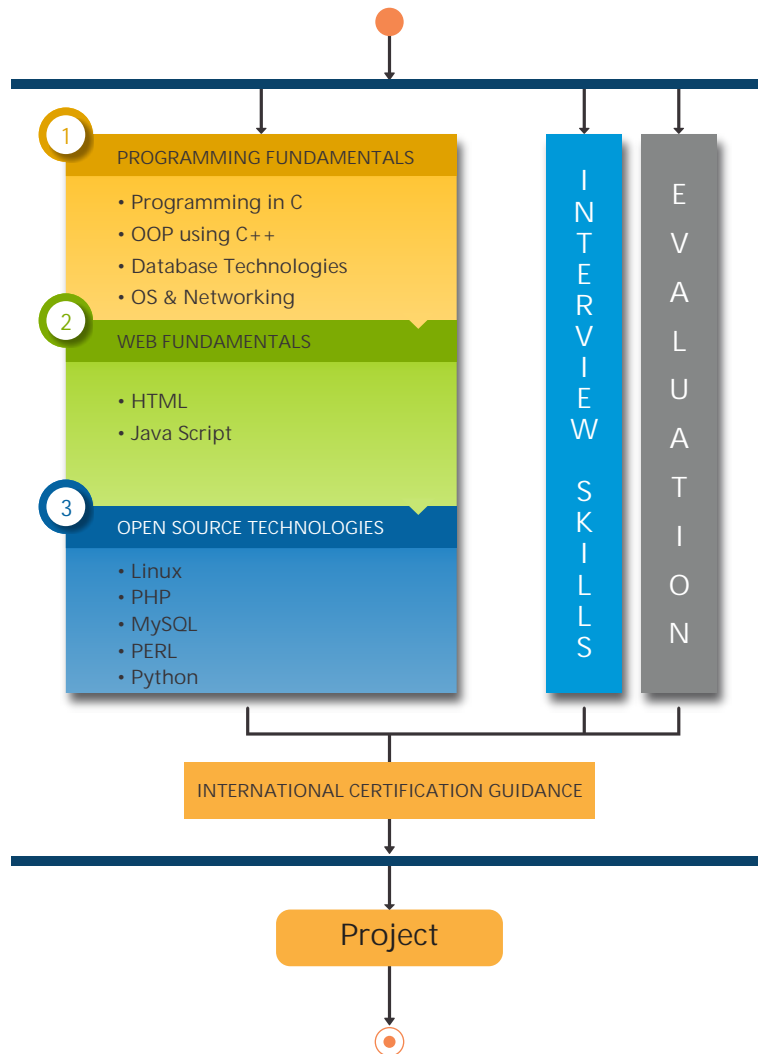 1
PROGRAMMING FUNDAMENTALS
• Programming in C
• OOP using C++
• Database Technologies
• OS & Networking
2
WEB FUNDAMENTALS
• HTML
• Java Script
3
OPEN SOURCE TECHNOLOGIES
• Linux
• PHP
• MySQL
• PERL
• Python
INTERVIEW SKILLS
EVALUATION
INTERNATIONAL CERTIFICATION GUIDANCE
Project